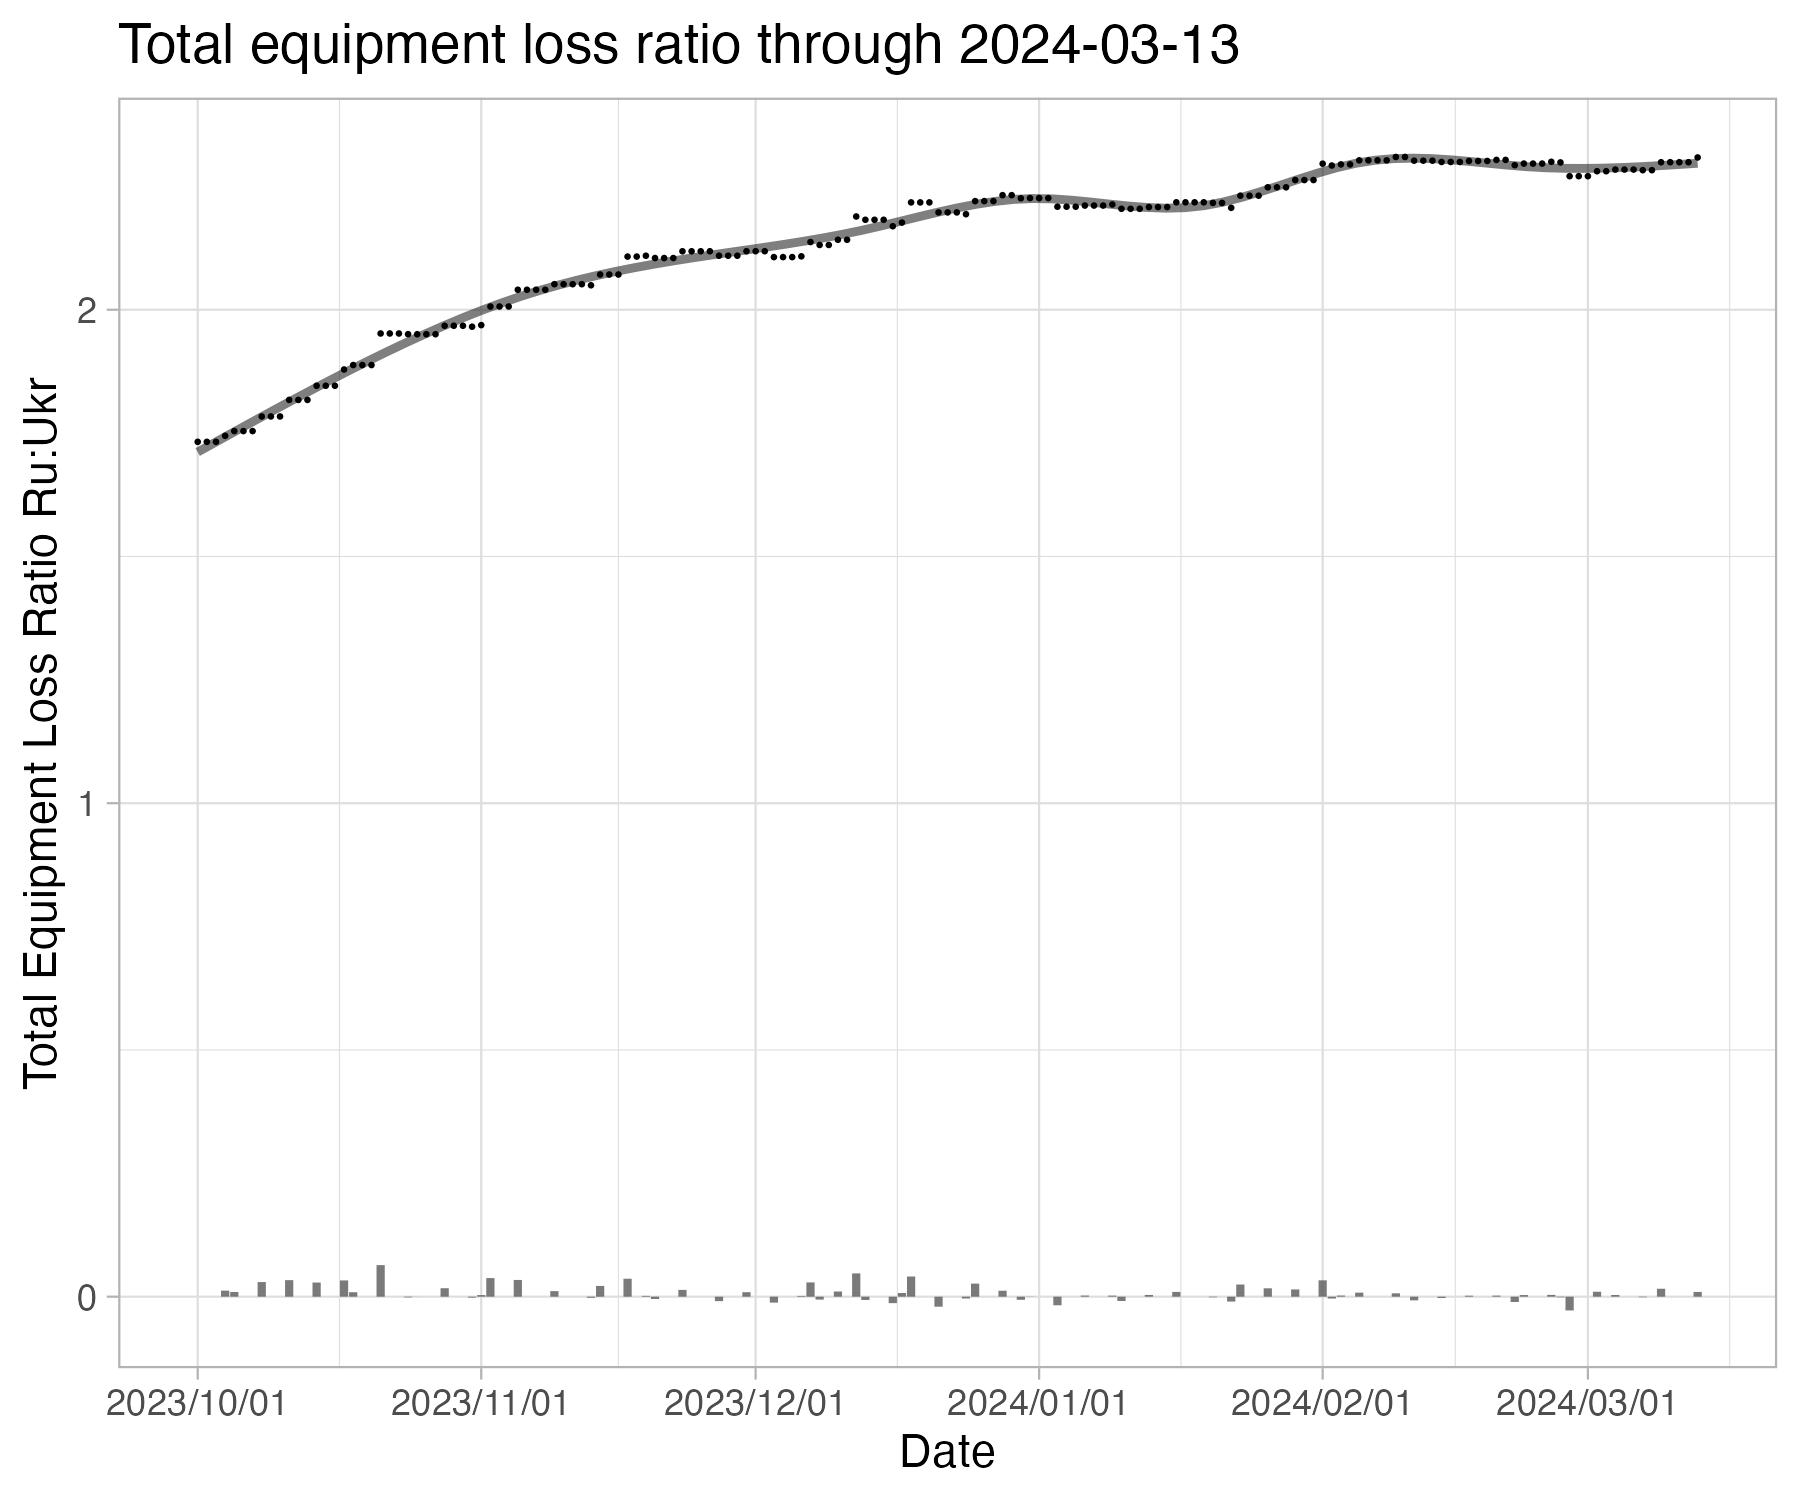 Total equipment loss ratio through 2024-03-13
Total Equipment Loss Ratio Ru:Ukr
2
1
0
2023/10/01 2023/11/01 2023/12/01 2024/01/01 2024/02/01 2024/03/01
Date